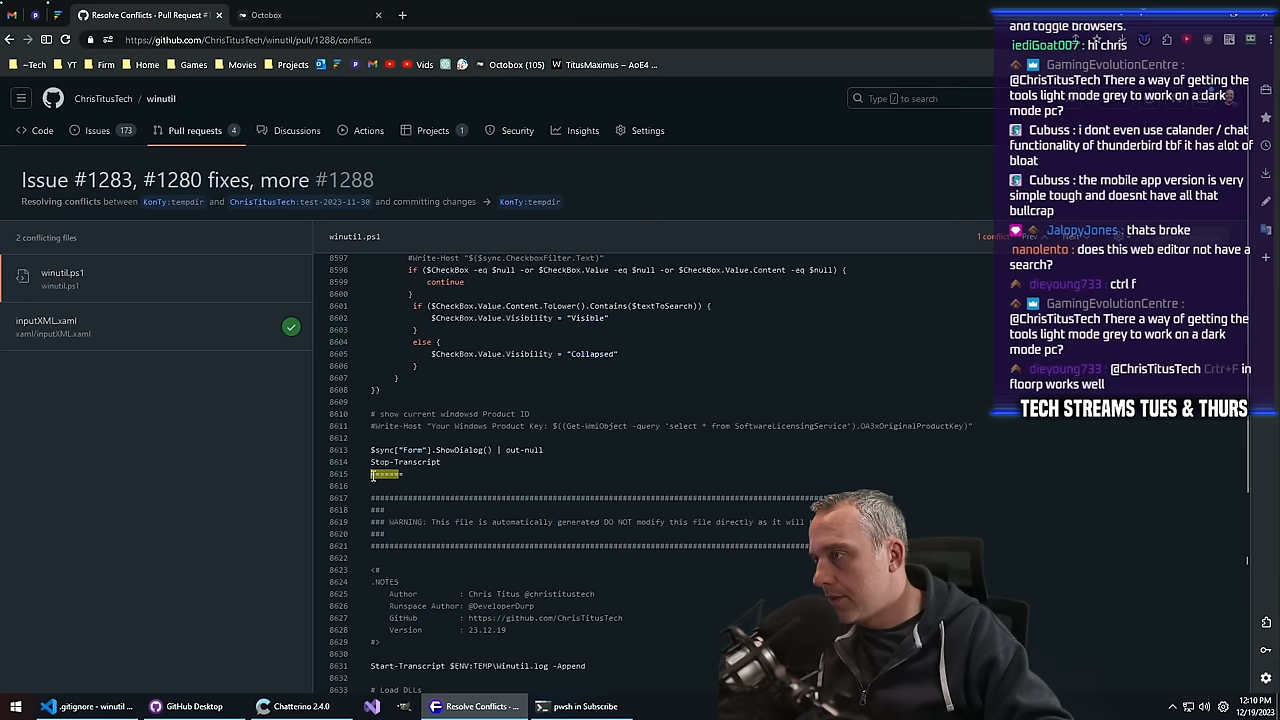 Resolve Conflicts - Pull Request #1
Octobox
https://github.com/ChrisTitusTech/winutil/pull/1288/conflicts
~Tech
YT
Firm
Home
Games
Movies
Projects
Vids
Octobox (105)
TitusMaximus ~ AoE4 ...
ChrisTitusTech / winutil
Type / to search
Code
Issues 173
Pull requests 4
Discussions
Actions
Projects 1
Security
Insights
Settings
Issue #1283, #1280 fixes, more #1288
Resolving conflicts between KonTy:tempdir and ChrisTitusTech:test-2023-11-30 and committing changes → KonTy:tempdir
2 conflicting files
winutil.ps1
winutil.ps1
inputXML.xaml
xaml/inputXML.xaml
winutil.ps1
1 conflict Prev Next
8597 #Write-Host "$($sync.CheckboxFilter.Text)"
8598 if ($CheckBox -eq $null -or $CheckBox.Value -eq $null -or $CheckBox.Value.Content -eq $null) {
8599 continue
8600 }
8601 if ($CheckBox.Value.Content.ToLower().Contains($textToSearch)) {
8602 $CheckBox.Value.Visibility = "Visible"
8603 }
8604 else {
8605 $CheckBox.Value.Visibility = "Collapsed"
8606 }
8607 }
8608 })
8609
8610 # show current windowsd Product ID
8611 #Write-Host "Your Windows Product Key: $((Get-WmiObject -query 'select * from SoftwareLicensingService').OA3xOriginalProductKey)"
8612
8613 $sync["Form"].ShowDialog() | out-null
8614 Stop-Transcript
8615 =======
8616
8617 ################################################################################
8618 ###
8619 ### WARNING: This file is automatically generated DO NOT modify this file directly as it will
8620 ###
8621 ################################################################################
8622
8623 <#
8624 .NOTES
8625 Author : Chris Titus @christitustech
8626 Runspace Author: @DeveloperDurp
8627 GitHub : https://github.com/ChrisTitusTech
8628 Version : 23.12.19
8629 #>
8630
8631 Start-Transcript $ENV:TEMP\Winutil.log -Append
8632
8633 # Load DLLs
and toggle browsers.
iediGoat007 : hi chris
GamingEvolutionCentre :
@ChrisTitusTech There a way of getting the
tools light mode grey to work on a dark
mode pc?
Cubuss : i dont even use calander / chat
functionality of thunderbird tbf it has alot of
bloat
Cubuss : the mobile app version is very
simple tough and doesnt have all that
bullcrap
JalopyJones : thats broke
nanolento : does this web editor not have a
search?
dieyoung733 : ctrl f
GamingEvolutionCentre :
@ChrisTitusTech There a way of getting the
tools light mode grey to work on a dark
mode pc?
dieyoung733 : @ChrisTitusTech Crtr+F in
floorp works well
TECH STREAMS TUES & THURS
.gitignore - winutil ...
GitHub Desktop
Chatterino 2.4.0
Resolve Conflicts - ...
pwsh in Subscribe
12:10 PM
12/19/2023